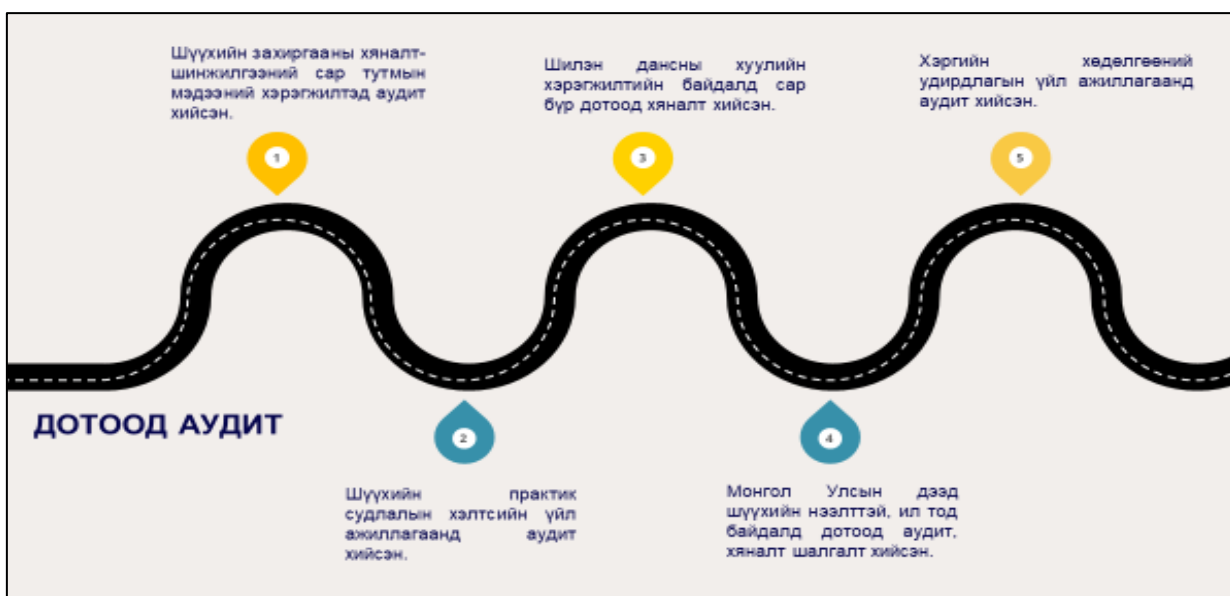 Шүүхийн захиргааны хяналт-
шинжилгээний сар тутмын
мэдээний хэрэгжилтэд аудит
хийсэн.
1
Шилэн дансны хуулийн
хэрэгжилтийн байдалд сар
бүр дотоод хяналт хийсэн.
3
Хэргийн хөдөлгөөний
удирдлагын үйл ажиллагаанд
аудит хийсэн.
5
ДОТООД АУДИТ
2
Шүүхийн практик
судлалын хэлтсийн үйл
ажиллагаанд аудит
хийсэн.
4
Монгол Улсын дээд
шүүхийн нээлттэй, ил тод
байдалд дотоод аудит,
хяналт шалгалт хийсэн.